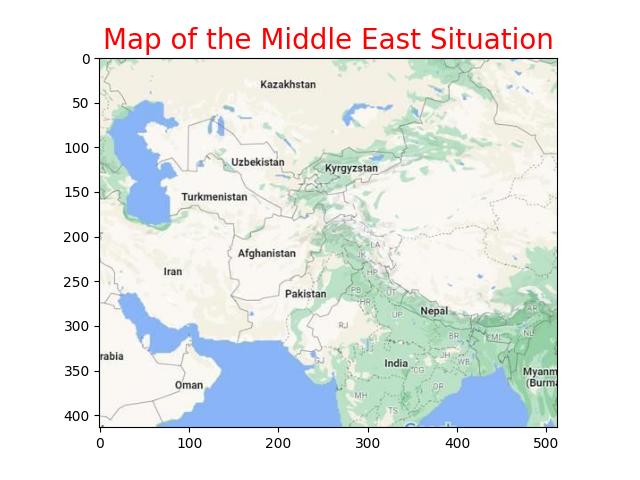 Map of the Middle East Situation
0
50
100
150
200
250
300
350
400
Kazakhstan
Uzbekistan
Kyrgyzstan
Turkmenistan
LA
Afghanistan
JK
Iran
HP
Pakistan
PB
UT
HR
Nepal
AR
UP
RJ
BR
ML
NL
rabia
GJ
India
JH
WB
CG
Oman
OR
Myanm
(Burma
MH
TS
0
100
200
300
400
500